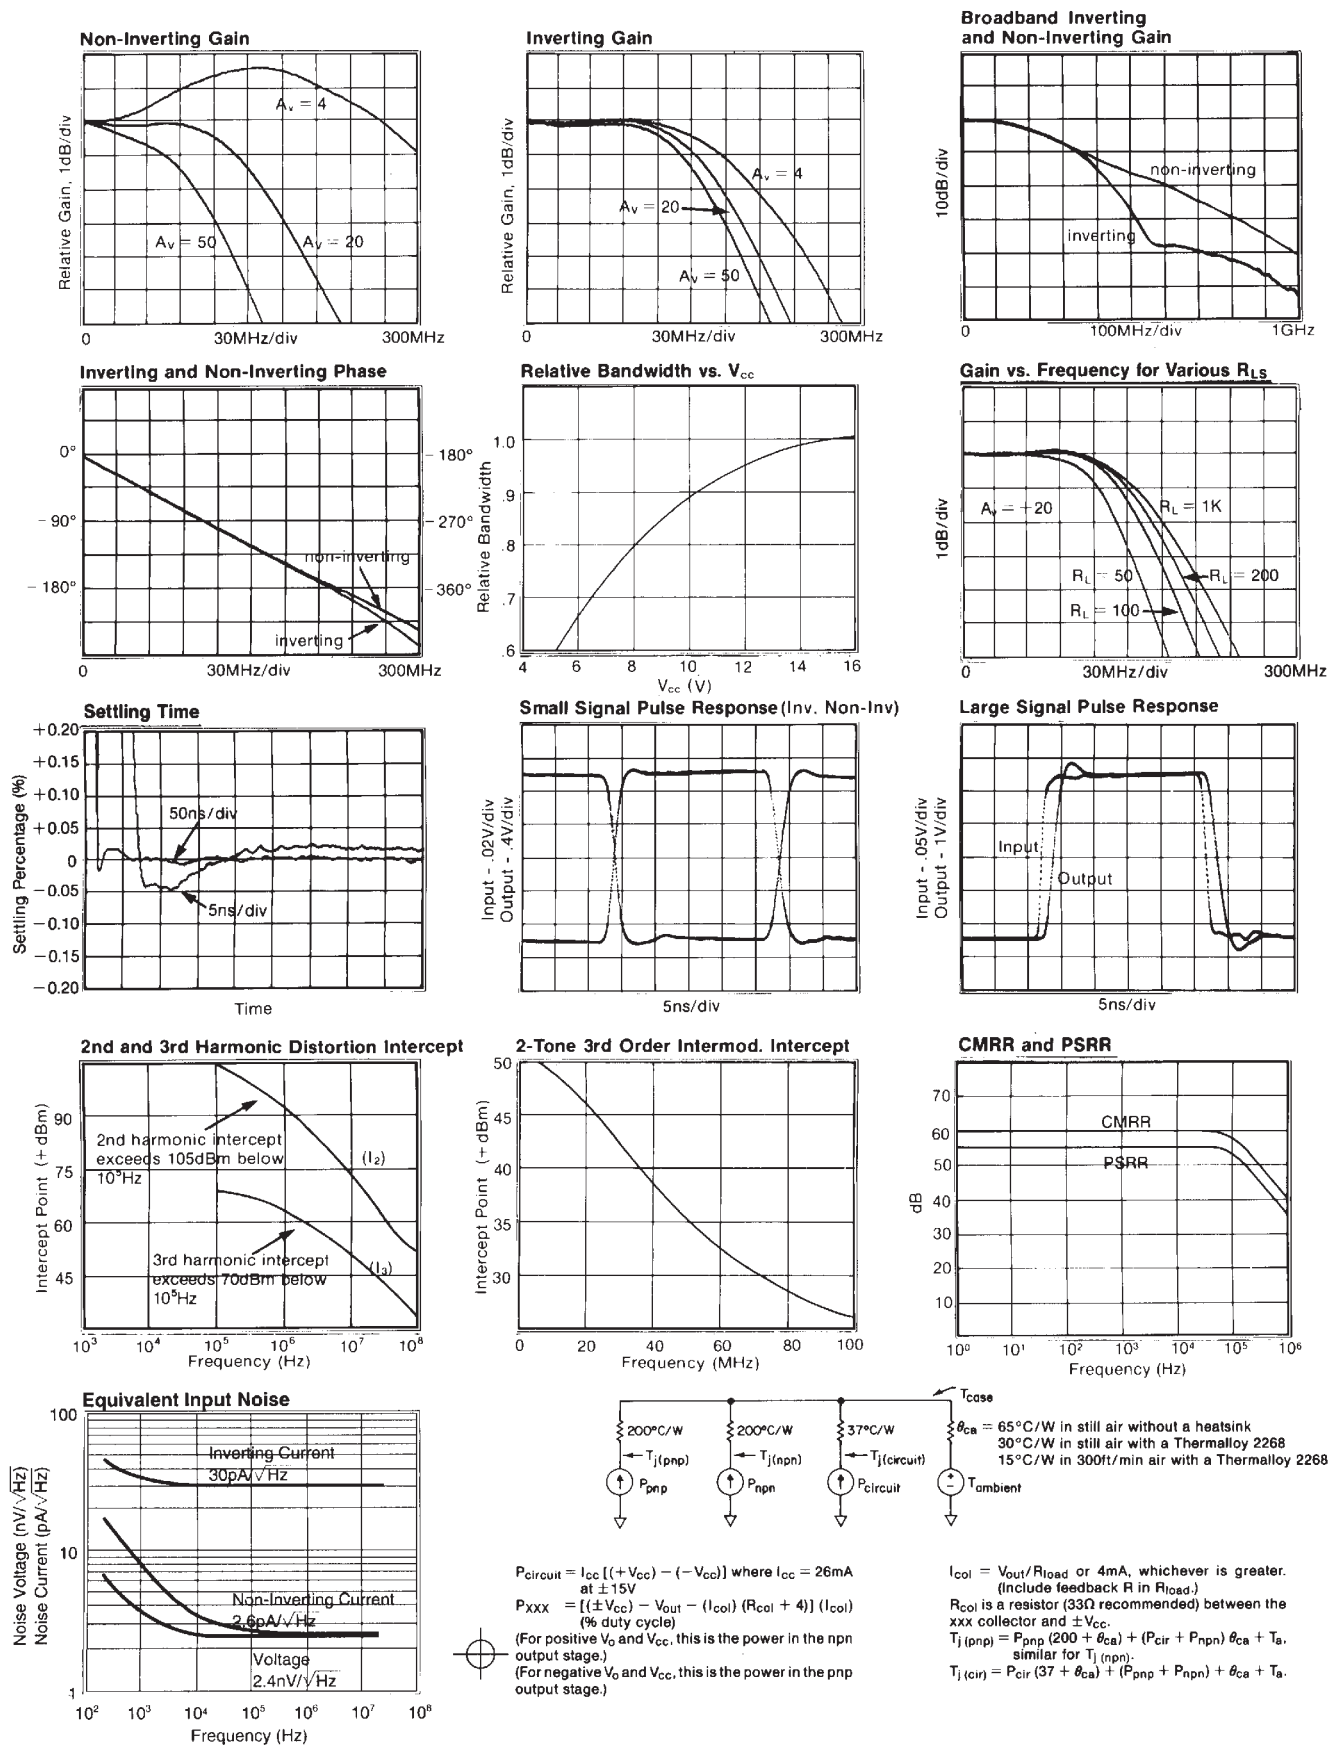 Non-Inverting Gain
Relative Gain, 1dB/div
Av = 4
Av = 50
Av = 20
0 30MHz/div 300MHz
Inverting Gain
Relative Gain, 1dB/div
Av = 4
Av = 20
Av = 50
0 30MHz/div 300MHz
Broadband Inverting
and Non-Inverting Gain
10dB/div
non-inverting
inverting
0 100MHz/div 1GHz
Inverting and Non-Inverting Phase
0°
-90°
-180°
-180°
-270°
-360°
non-inverting
inverting
0 30MHz/div 300MHz
Relative Bandwidth vs. Vcc
Relative Bandwidth
1.0
.9
.8
.7
.6
4 6 8 10 12 14 16
Vcc (V)
Gain vs. Frequency for Various RLs
1dB/div
Av = +20
RL = 1K
RL = 50
RL = 200
RL = 100
0 30MHz/div 300MHz
Settling Time
Settling Percentage (%)
+0.20
+0.15
+0.10
+0.05
0
-0.05
-0.10
-0.15
-0.20
50ns/div
5ns/div
Time
Small Signal Pulse Response (Inv. Non-Inv)
Input - .02V/div
Output - .4V/div
5ns/div
Large Signal Pulse Response
Input - .05V/div
Output - 1V/div
Input
Output
5ns/div
2nd and 3rd Harmonic Distortion Intercept
Intercept Point (+ dBm)
90
75
60
45
2nd harmonic intercept
exceeds 105dBm below
10⁵Hz
(I₂)
3rd harmonic intercept
exceeds 70dBm below
10⁵Hz
(I₃)
10³ 10⁴ 10⁵ 10⁶ 10⁷ 10⁸
Frequency (Hz)
2-Tone 3rd Order Intermod. Intercept
Intercept Point (+ dBm)
50
45
40
35
30
0 20 40 60 80 100
Frequency (MHz)
CMRR and PSRR
dB
70
60
50
40
30
20
10
CMRR
PSRR
10⁰ 10¹ 10² 10³ 10⁴ 10⁵ 10⁶
Frequency (Hz)
Equivalent Input Noise
Noise Voltage (nV/√Hz)
Noise Current (pA/√Hz)
100
10
1
Inverting Current
30pA/√Hz
Non-Inverting Current
2.6pA/√Hz
Voltage
2.4nV/√Hz
10² 10³ 10⁴ 10⁵ 10⁶ 10⁷ 10⁸
Frequency (Hz)
Tcase
200°C/W 200°C/W 37°C/W
θca = 65°C/W in still air without a heatsink
30°C/W in still air with a Thermalloy 2268
15°C/W in 300ft/min air with a Thermalloy 2268
Tj(pnp) Tj(npn) Tj(circuit)
Ppnp Pnpn Pcircuit Tambient
Pcircuit = Icc [(+Vcc) − (−Vcc)] where Icc = 26mA
at ±15V
Pxxx = [(±Vcc) − Vout − (Icol) (Rcol + 4)] (Icol)
(% duty cycle)
(For positive Vo and Vcc, this is the power in the npn
output stage.)
(For negative Vo and Vcc, this is the power in the pnp
output stage.)
Icol = Vout/Rload or 4mA, whichever is greater.
(Include feedback R in Rload.)
Rcol is a resistor (33Ω recommended) between the
xxx collector and ±Vcc.
Tj (pnp) = Ppnp (200 + θca) + (Pcir + Pnpn) θca + Ta,
similar for Tj (npn).
Tj (cir) = Pcir (37 + θca) + (Ppnp + Pnpn) + θca + Ta.